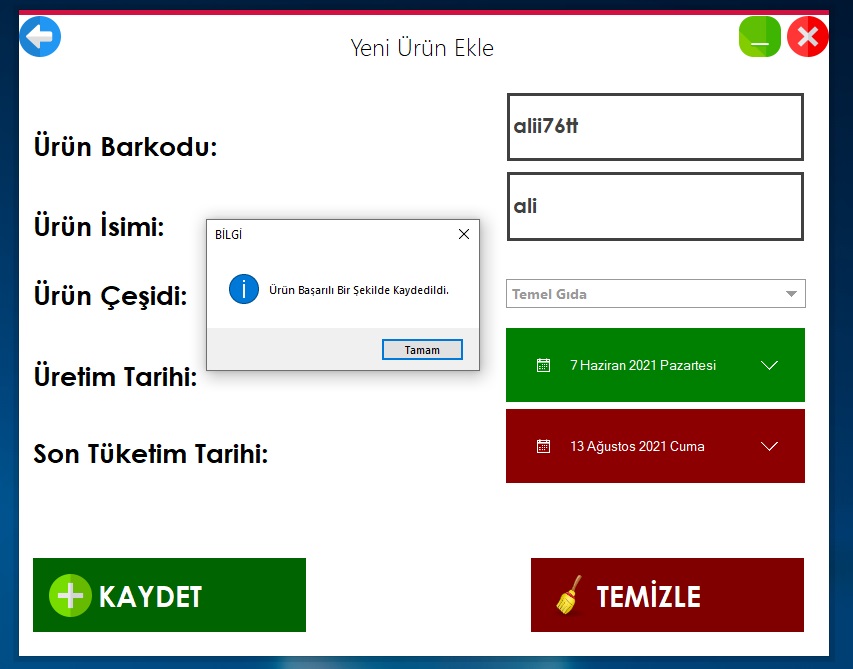 Yeni Ürün Ekle
Ürün Barkodu:
alii76tt
Ürün İsimi:
ali
BİLGİ
Ürün Başarılı Bir Şekilde Kaydedildi.
Tamam
Ürün Çeşidi:
Temel Gıda
Üretim Tarihi:
7 Haziran 2021 Pazartesi
Son Tüketim Tarihi:
13 Ağustos 2021 Cuma
KAYDET
TEMİZLE